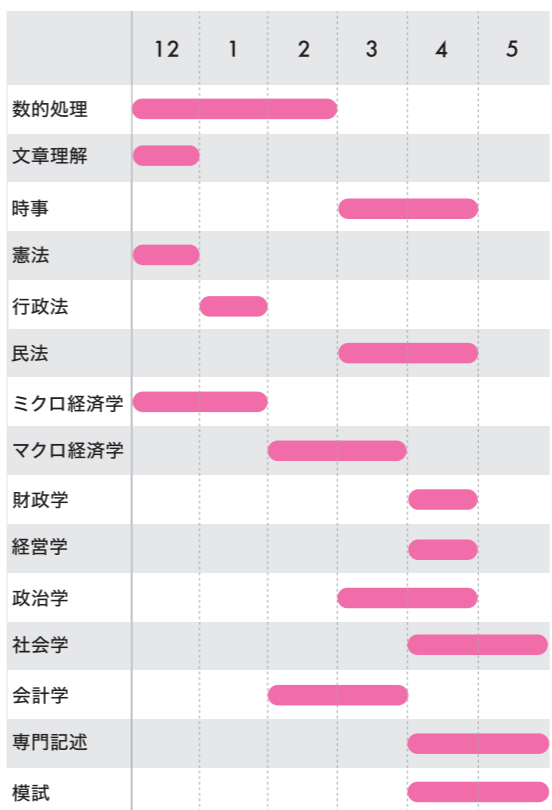 12 1 2 3 4 5
数的処理
文章理解
時事
憲法
行政法
民法
ミクロ経済学
マクロ経済学
財政学
経営学
政治学
社会学
会計学
専門記述
模試